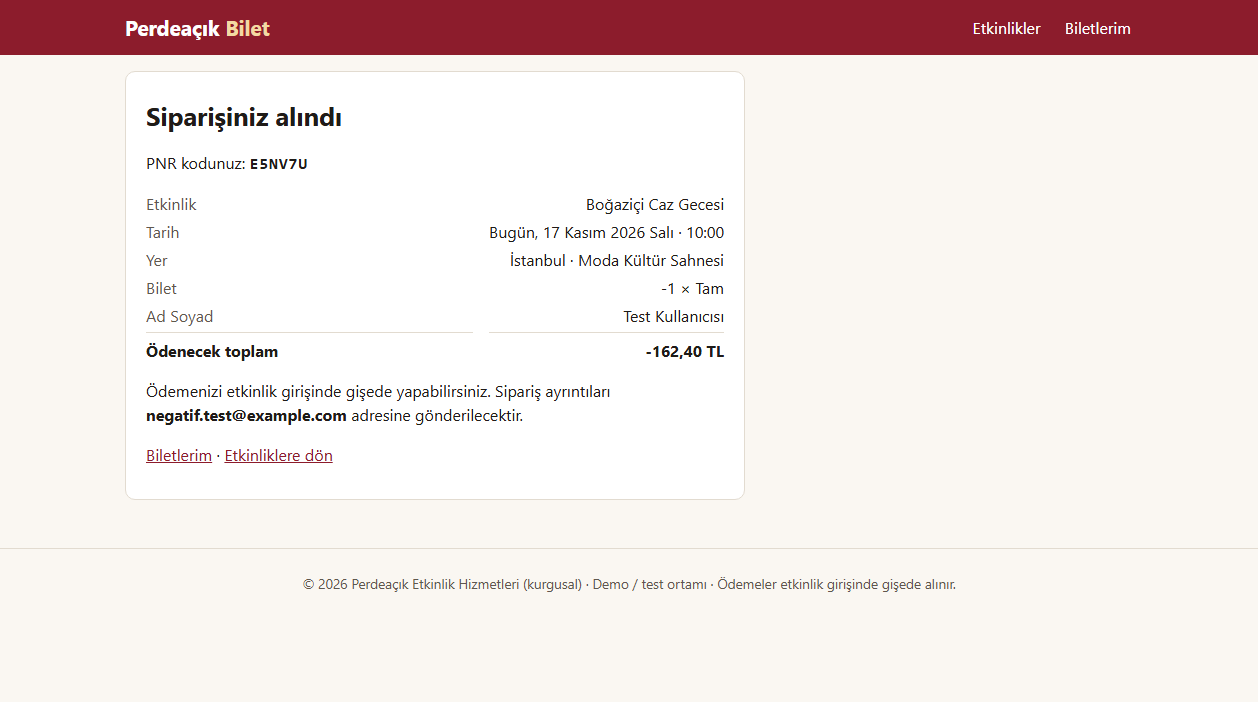 Perdeaçık Bilet
Etkinlikler Biletlerim
Siparişiniz alındı
PNR kodunuz: E5NV7U
Etkinlik Boğaziçi Caz Gecesi
Tarih Bugün, 17 Kasım 2026 Salı · 10:00
Yer İstanbul · Moda Kültür Sahnesi
Bilet -1 × Tam
Ad Soyad Test Kullanıcısı
Ödenecek toplam -162,40 TL
Ödemenizi etkinlik girişinde gişede yapabilirsiniz. Sipariş ayrıntıları
negatif.test@example.com adresine gönderilecektir.
Biletlerim · Etkinliklere dön
© 2026 Perdeaçık Etkinlik Hizmetleri (kurgusal) · Demo / test ortamı · Ödemeler etkinlik girişinde gişede alınır.